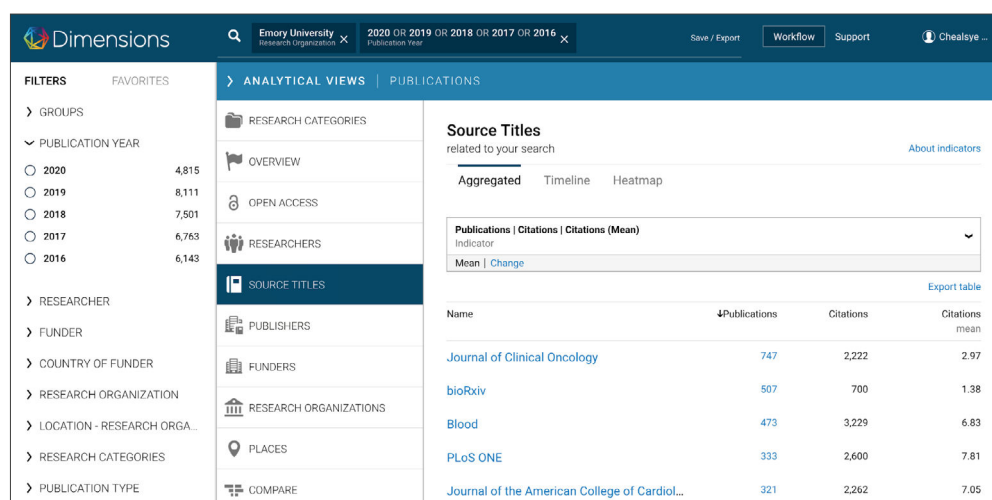 Dimensions
Emory University
Research Organization
2020 OR 2019 OR 2018 OR 2017 OR 2016
Publication Year
Save / Export
Workflow
Support
Chealsye ...
FILTERS
FAVORITES
ANALYTICAL VIEWS | PUBLICATIONS
GROUPS
PUBLICATION YEAR
2020 4,815
2019 8,111
2018 7,501
2017 6,763
2016 6,143
RESEARCHER
FUNDER
COUNTRY OF FUNDER
RESEARCH ORGANIZATION
LOCATION - RESEARCH ORGA...
RESEARCH CATEGORIES
PUBLICATION TYPE
RESEARCH CATEGORIES
OVERVIEW
OPEN ACCESS
RESEARCHERS
SOURCE TITLES
PUBLISHERS
FUNDERS
RESEARCH ORGANIZATIONS
PLACES
COMPARE
Source Titles
related to your search
About indicators
Aggregated Timeline Heatmap
Publications | Citations | Citations (Mean)
Indicator
Mean | Change
Export table
Name Publications Citations Citations
mean
Journal of Clinical Oncology 747 2,222 2.97
bioRxiv 507 700 1.38
Blood 473 3,229 6.83
PLoS ONE 333 2,600 7.81
Journal of the American College of Cardiol... 321 2,262 7.05